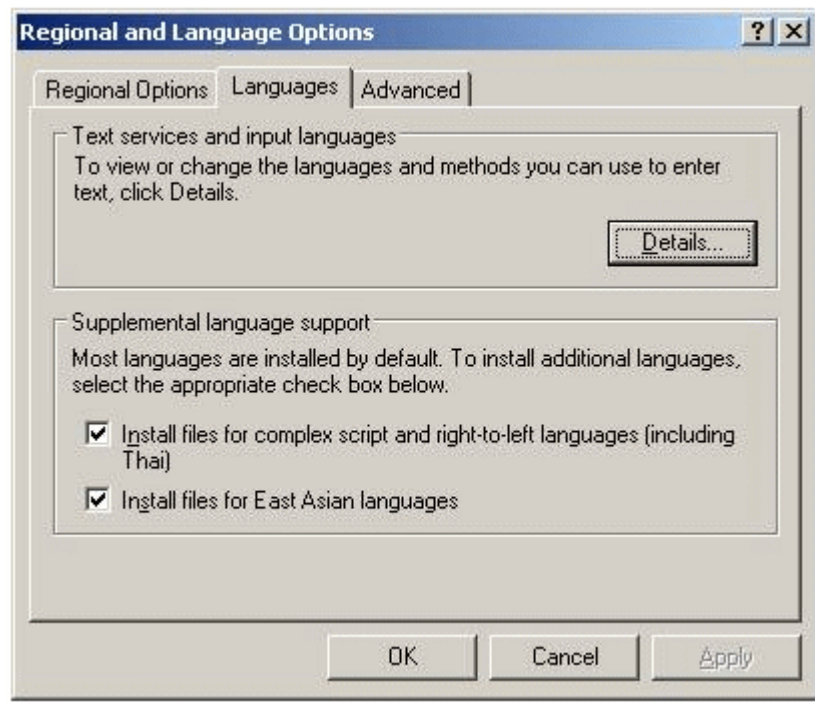 Regional and Language Options
Regional Options Languages Advanced
Text services and input languages
To view or change the languages and methods you can use to enter
text, click Details.
Details...
Supplemental language support
Most languages are installed by default. To install additional languages,
select the appropriate check box below.
Install files for complex script and right-to-left languages (including
Thai)
Install files for East Asian languages
OK Cancel Apply